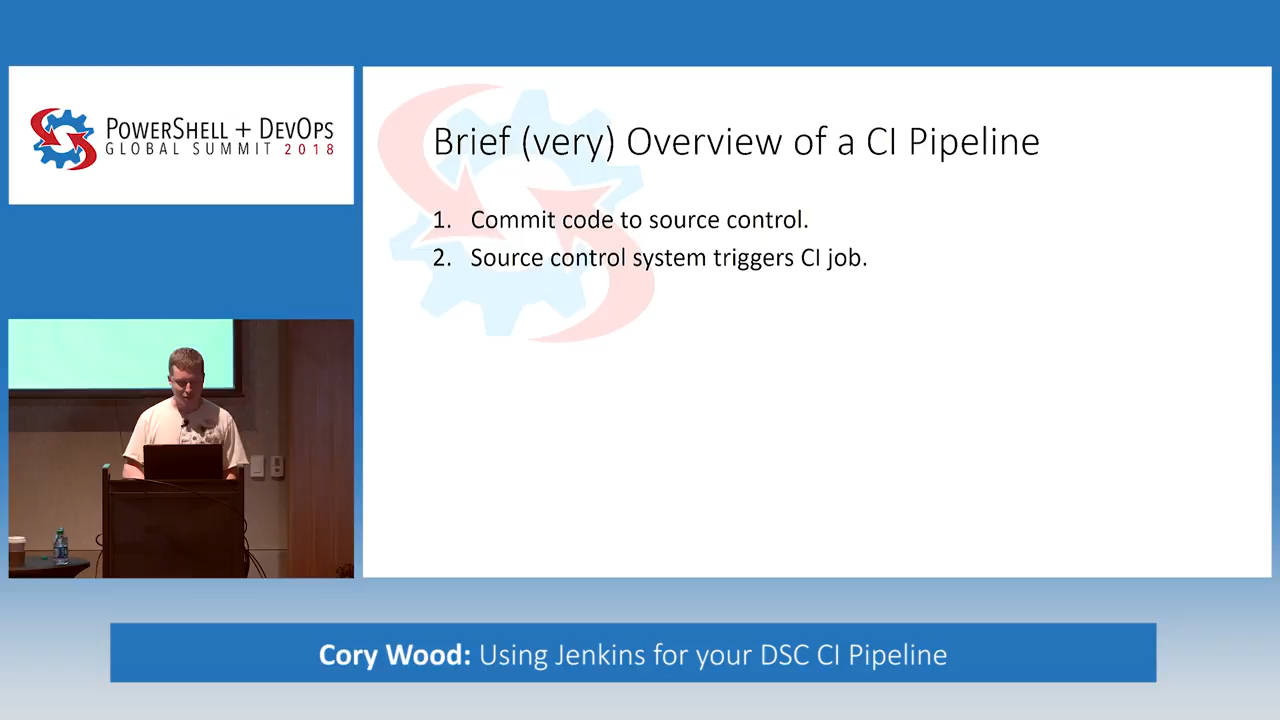 POWERSHELL + DEVOPS
GLOBAL SUMMIT 2018
Brief (very) Overview of a CI Pipeline
1. Commit code to source control.
2. Source control system triggers CI job.
Cory Wood: Using Jenkins for your DSC CI Pipeline